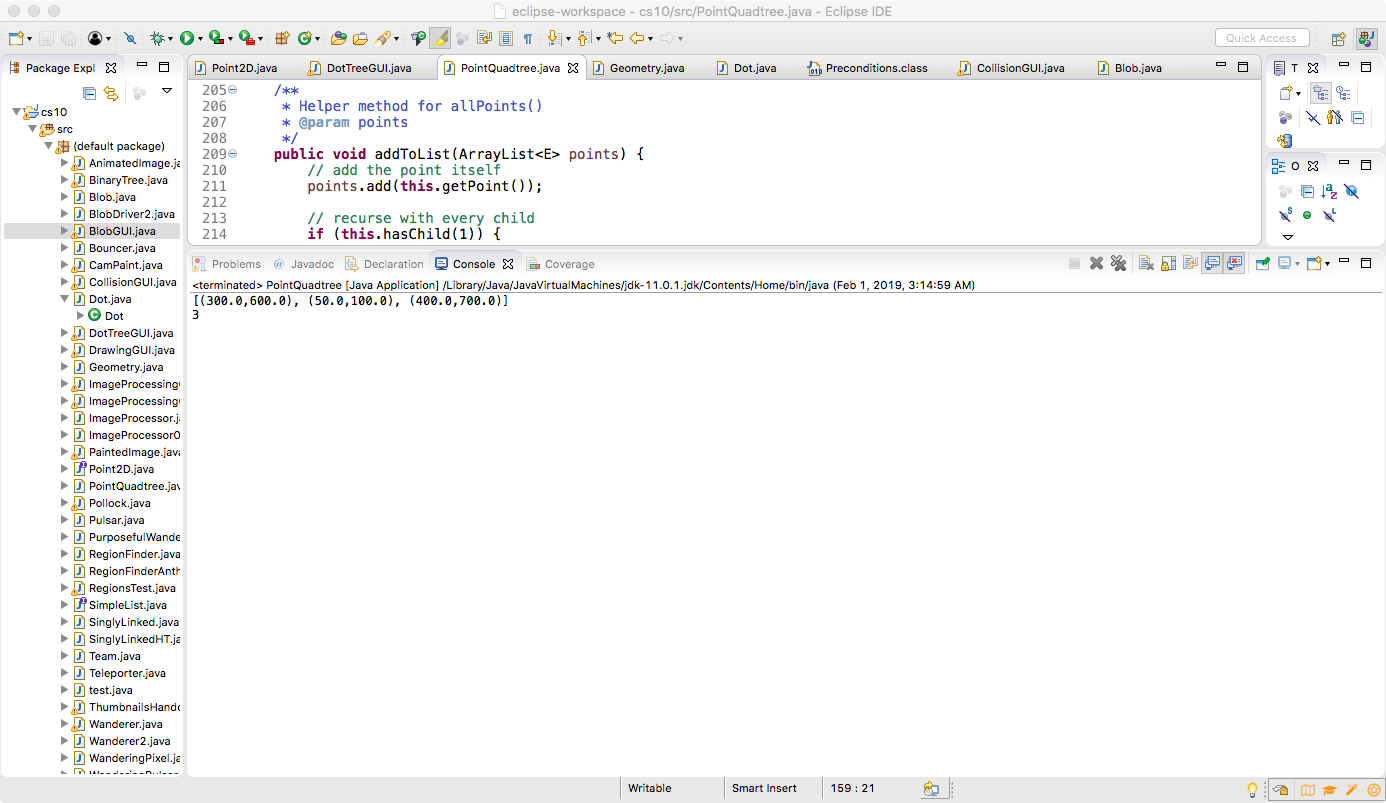 eclipse-workspace - cs10/src/PointQuadtree.java - Eclipse IDE
Quick Access
Package Expl
Point2D.java DotTreeGUI.java PointQuadtree.java Geometry.java Dot.java Preconditions.class CollisionGUI.java Blob.java
T
cs10
src
(default package)
AnimatedImage.ja
BinaryTree.java
Blob.java
BlobDriver2.java
BlobGUI.java
Bouncer.java
CamPaint.java
CollisionGUI.java
Dot.java
Dot
DotTreeGUI.java
DrawingGUI.java
Geometry.java
ImageProcessing
ImageProcessing
ImageProcessor.ja
ImageProcessor0
PaintedImage.java
Point2D.java
PointQuadtree.jav
Pollock.java
Pulsar.java
PurposefulWande
RegionFinder.java
RegionFinderAnth
RegionsTest.java
SimpleList.java
SinglyLinked.java
SinglyLinkedHT.ja
Team.java
Teleporter.java
test.java
ThumbnailsHando
Wanderer.java
Wanderer2.java
WanderingPixel.ja
205 /**
206 * Helper method for allPoints()
207 * @param points
208 */
209 public void addToList(ArrayList<E> points) {
210 // add the point itself
211 points.add(this.getPoint());
212
213 // recurse with every child
214 if (this.hasChild(1)) {
O
Problems @ Javadoc Declaration Console Coverage
<terminated> PointQuadtree [Java Application] /Library/Java/JavaVirtualMachines/jdk-11.0.1.jdk/Contents/Home/bin/java (Feb 1, 2019, 3:14:59 AM)
[(300.0,600.0), (50.0,100.0), (400.0,700.0)]
3
Writable Smart Insert 159 : 21